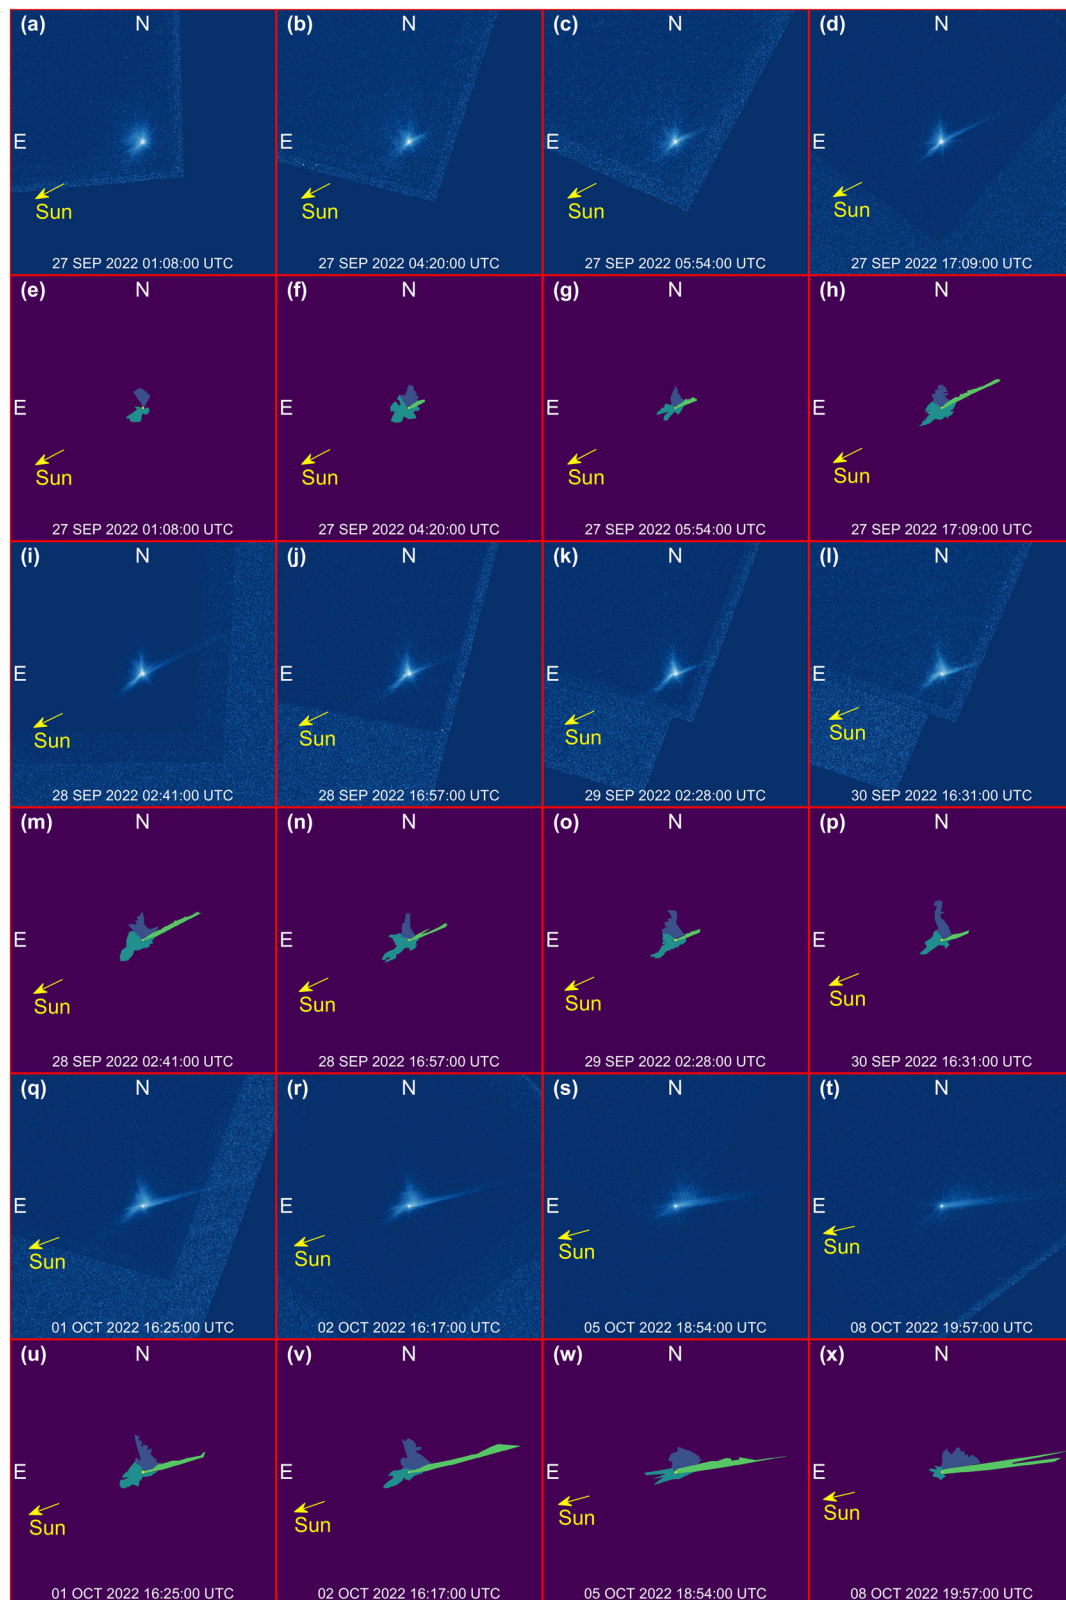 (a) N (b) N (c) N (d) N
E E E E
Sun Sun Sun Sun
27 SEP 2022 01:08:00 UTC 27 SEP 2022 04:20:00 UTC 27 SEP 2022 05:54:00 UTC 27 SEP 2022 17:09:00 UTC
(e) N (f) N (g) N (h) N
E E E E
Sun Sun Sun Sun
27 SEP 2022 01:08:00 UTC 27 SEP 2022 04:20:00 UTC 27 SEP 2022 05:54:00 UTC 27 SEP 2022 17:09:00 UTC
(i) N (j) N (k) N (l) N
E E E E
Sun Sun Sun Sun
28 SEP 2022 02:41:00 UTC 28 SEP 2022 16:57:00 UTC 29 SEP 2022 02:28:00 UTC 30 SEP 2022 16:31:00 UTC
(m) N (n) N (o) N (p) N
E E E E
Sun Sun Sun Sun
28 SEP 2022 02:41:00 UTC 28 SEP 2022 16:57:00 UTC 29 SEP 2022 02:28:00 UTC 30 SEP 2022 16:31:00 UTC
(q) N (r) N (s) N (t) N
E E E E
Sun Sun Sun Sun
01 OCT 2022 16:25:00 UTC 02 OCT 2022 16:17:00 UTC 05 OCT 2022 18:54:00 UTC 08 OCT 2022 19:57:00 UTC
(u) N (v) N (w) N (x) N
E E E E
Sun Sun Sun Sun
01 OCT 2022 16:25:00 UTC 02 OCT 2022 16:17:00 UTC 05 OCT 2022 18:54:00 UTC 08 OCT 2022 19:57:00 UTC